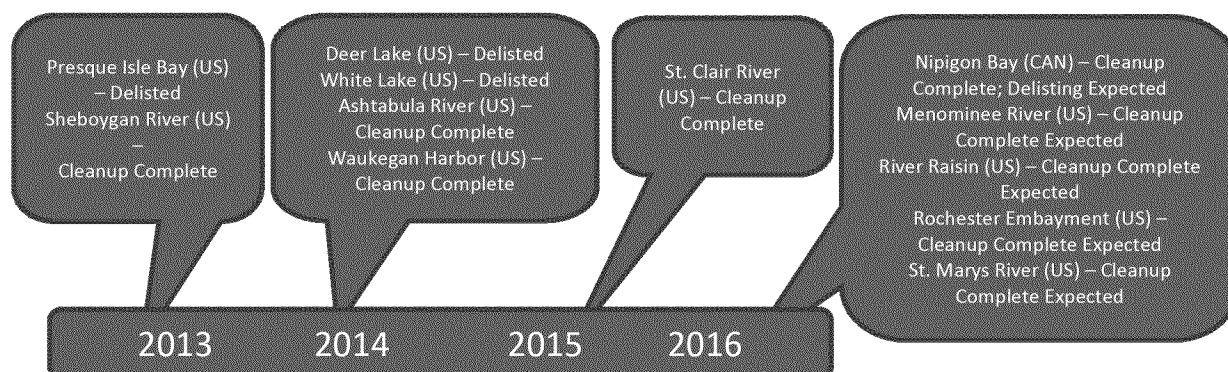 Presque Isle Bay (US)
– Delisted
Sheboygan River (US)
–
Cleanup Complete
Deer Lake (US) – Delisted
White Lake (US) – Delisted
Ashtabula River (US) –
Cleanup Complete
Waukegan Harbor (US) –
Cleanup Complete
St. Clair River
(US) – Cleanup
Complete
Nipigon Bay (CAN) – Cleanup
Complete; Delisting Expected
Menominee River (US) – Cleanup
Complete Expected
River Raisin (US) – Cleanup Complete
Expected
Rochester Embayment (US) –
Cleanup Complete Expected
St. Marys River (US) – Cleanup
Complete Expected
2013 2014 2015 2016